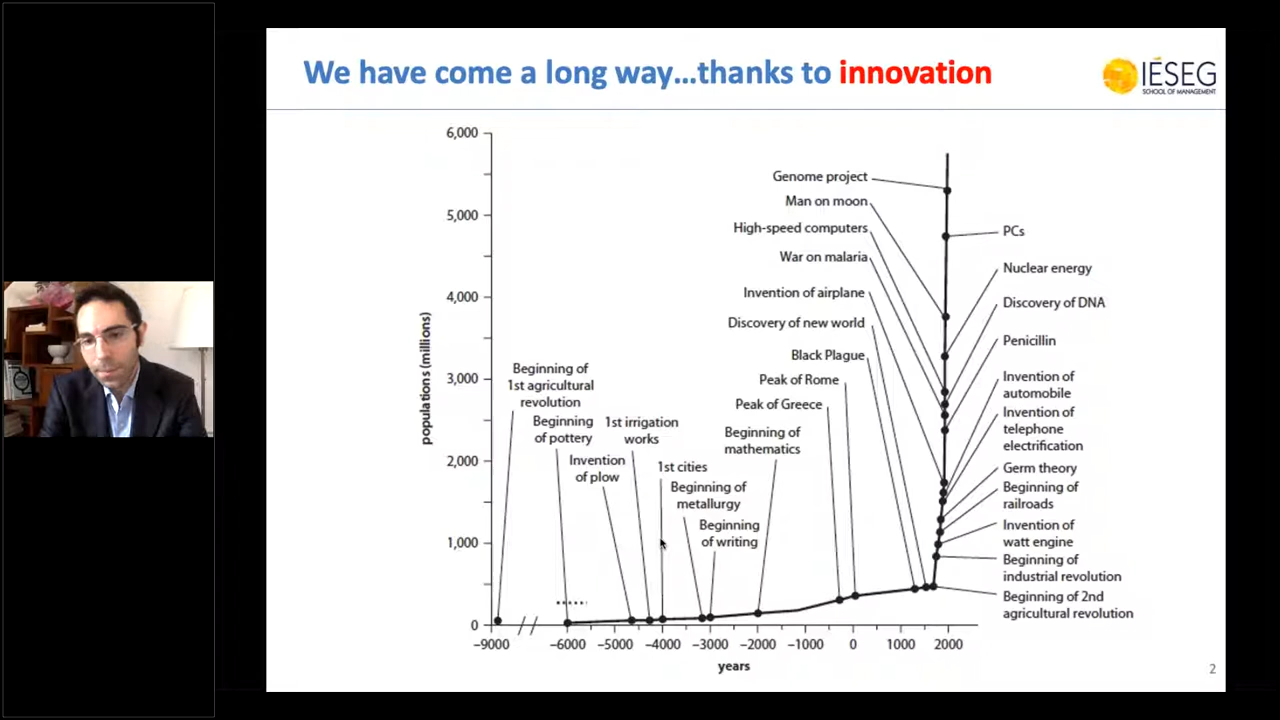 We have come a long way...thanks to innovation
IÉSEG
SCHOOL OF MANAGEMENT
6,000
5,000
4,000
3,000
2,000
1,000
0
populations (millions)
−9000
−6000
−5000
−4000
−3000
−2000
−1000
0
1000
2000
years
Beginning of
1st agricultural
revolution
Beginning
of pottery
Invention
of plow
1st irrigation
works
1st cities
Beginning of
metallurgy
Beginning
of writing
Beginning of
mathematics
Peak of Greece
Peak of Rome
Black Plague
Discovery of new world
Invention of airplane
War on malaria
High-speed computers
Man on moon
Genome project
PCs
Nuclear energy
Discovery of DNA
Penicillin
Invention of
automobile
Invention of
telephone
electrification
Germ theory
Beginning of
railroads
Invention of
watt engine
Beginning of
industrial revolution
Beginning of 2nd
agricultural revolution
2